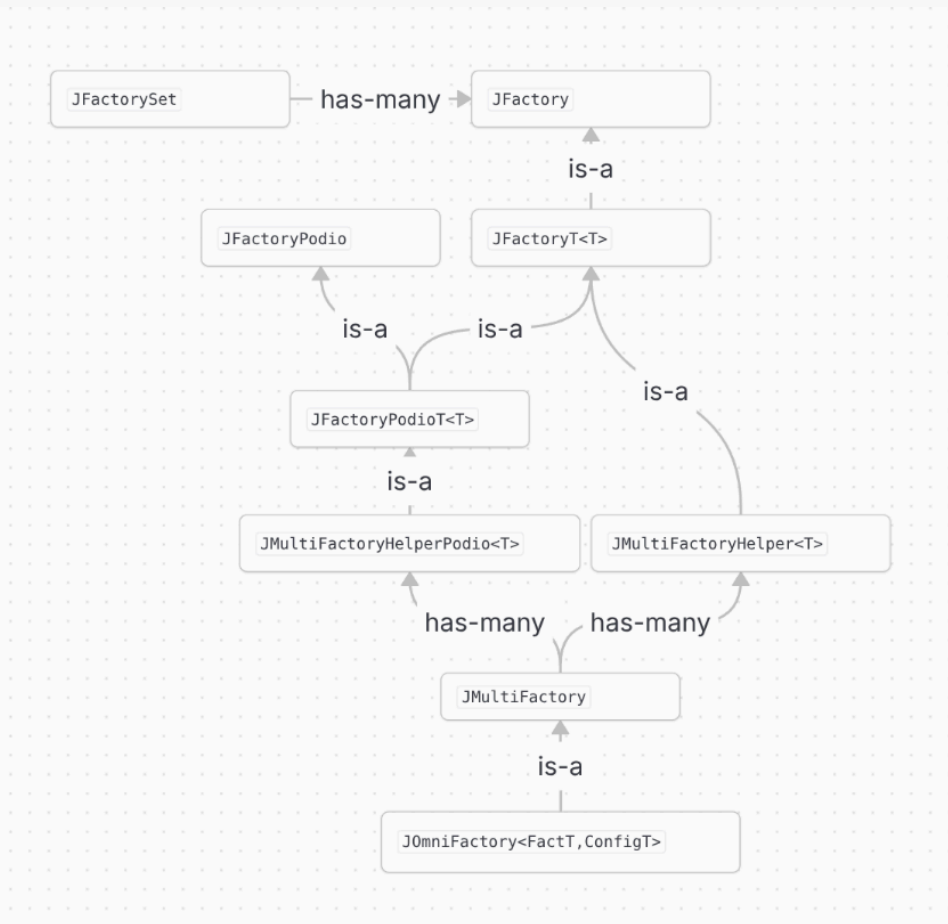 JFactorySet
has-many
JFactory
is-a
JFactoryPodio
JFactoryT<T>
is-a
is-a
is-a
JFactoryPodioT<T>
is-a
JMultiFactoryHelperPodio<T>
JMultiFactoryHelper<T>
has-many
has-many
JMultiFactory
is-a
JOmniFactory<FactT,ConfigT>